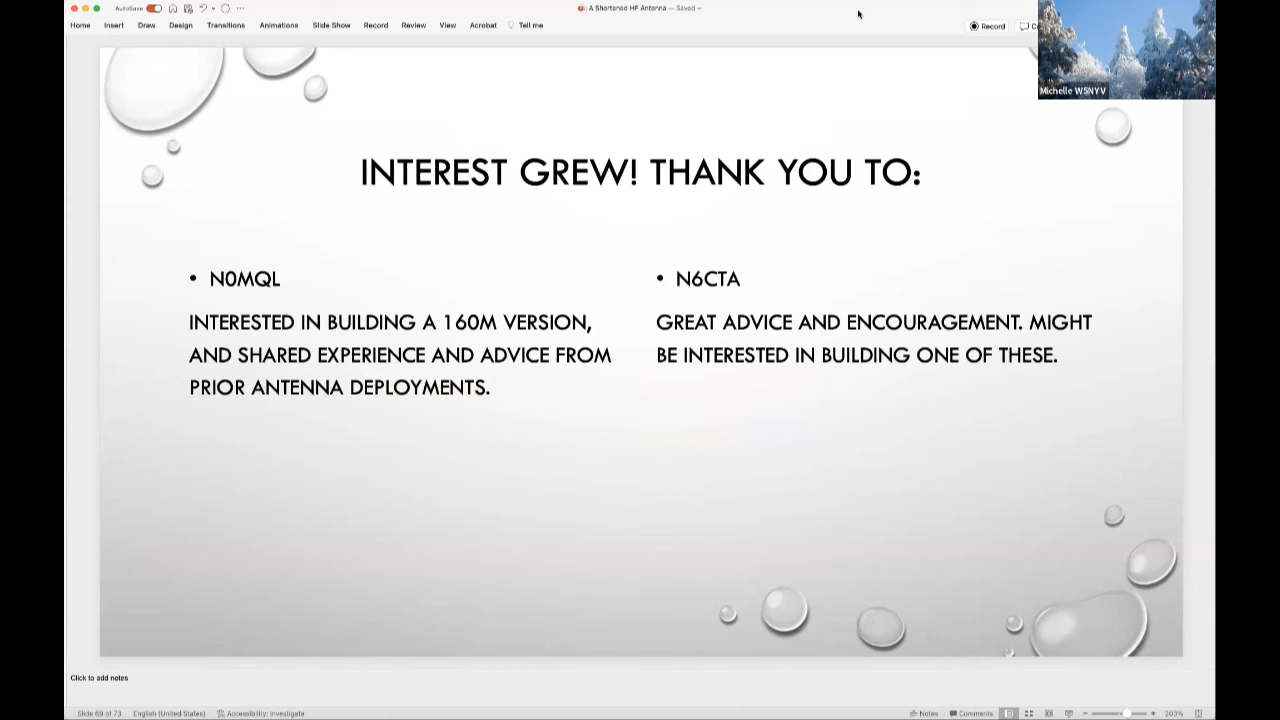 AutoSave
A Shortened HF Antenna — Saved
Home Insert Draw Design Transitions Animations Slide Show Record Review View Acrobat Tell me
Record
Michelle W5NYV
INTEREST GREW! THANK YOU TO:
• N0MQL
INTERESTED IN BUILDING A 160M VERSION,
AND SHARED EXPERIENCE AND ADVICE FROM
PRIOR ANTENNA DEPLOYMENTS.
• N6CTA
GREAT ADVICE AND ENCOURAGEMENT. MIGHT
BE INTERESTED IN BUILDING ONE OF THESE.
Click to add notes
Slide 69 of 73 English (United States) Accessibility: Investigate Notes Comments 203%